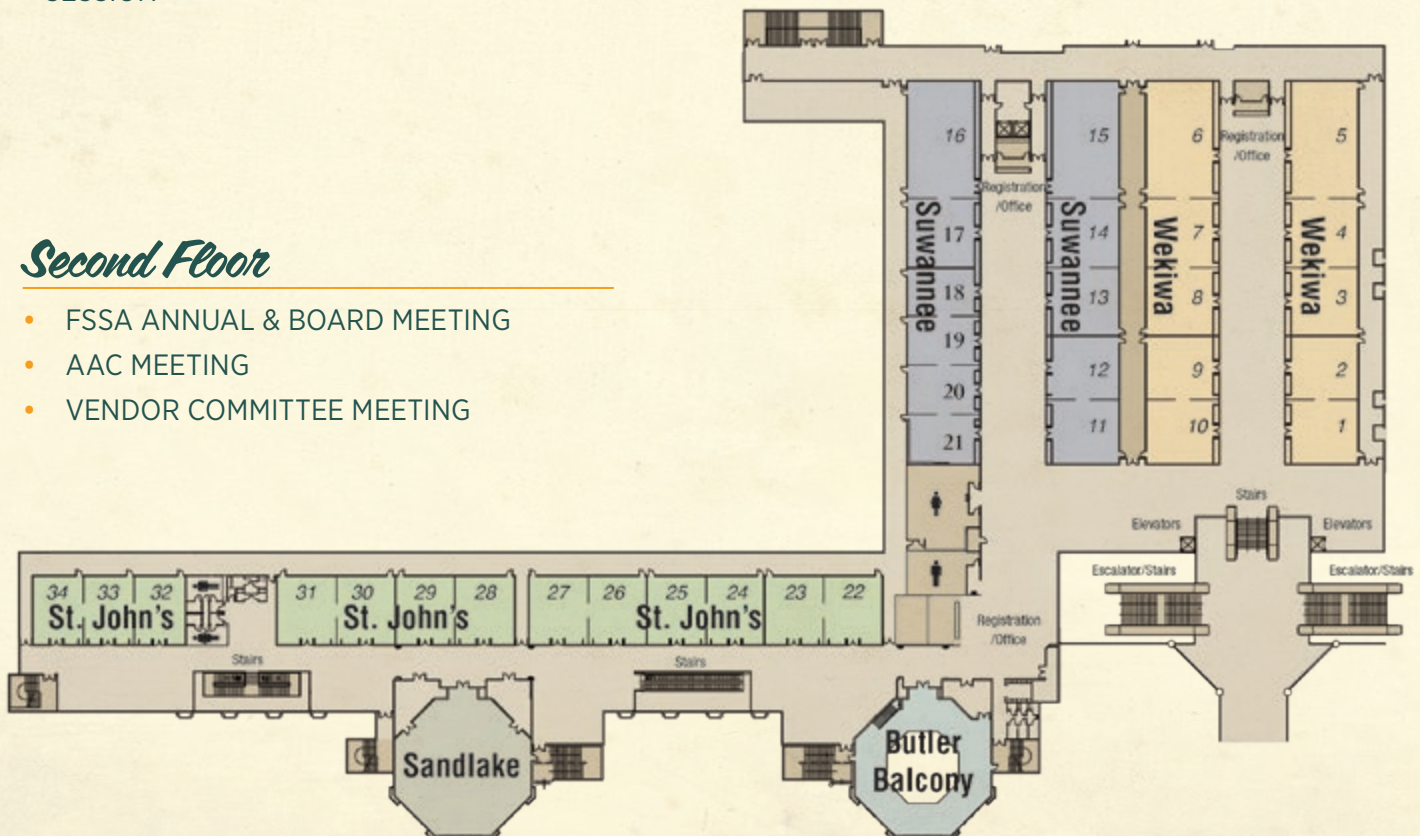 Second Floor
• FSSA ANNUAL & BOARD MEETING
• AAC MEETING
• VENDOR COMMITTEE MEETING
16
15
6
Registration
/Office
5
Registration
/Office
Suwannee
17
Suwannee
14
Wekiwa
7
Wekiwa
4
18
13
8
3
19
20
12
9
2
21
11
10
1
Stairs
Elevators
Elevators
Escalator/Stairs
Escalator/Stairs
34 33 32
St. John's
31 30 29 28
St. John's
27 26 25 24 23 22
St. John's
Registration
/Office
Stairs
Stairs
Sandlake
Butler
Balcony